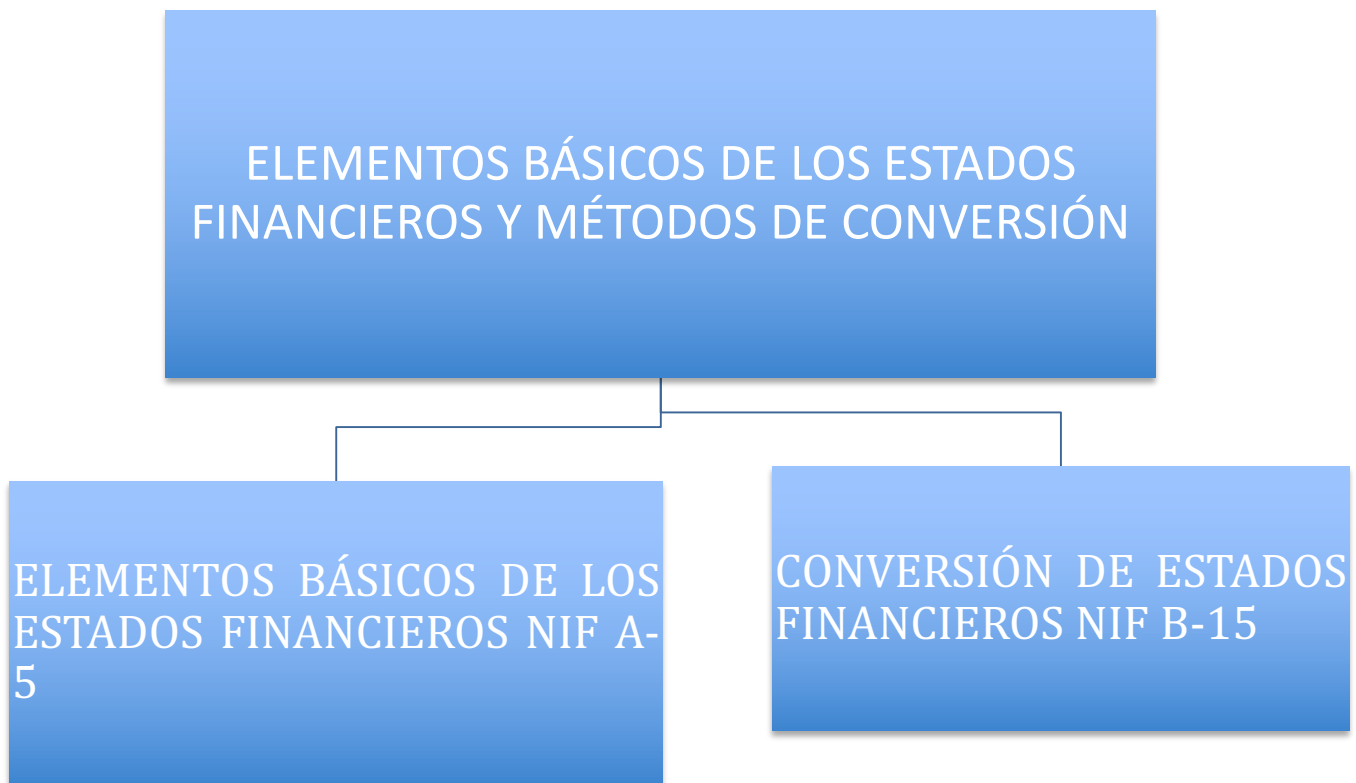 ELEMENTOS BÁSICOS DE LOS ESTADOS
FINANCIEROS Y MÉTODOS DE CONVERSIÓN
ELEMENTOS BÁSICOS DE LOS
ESTADOS FINANCIEROS NIF A-
5
CONVERSIÓN DE ESTADOS
FINANCIEROS NIF B-15